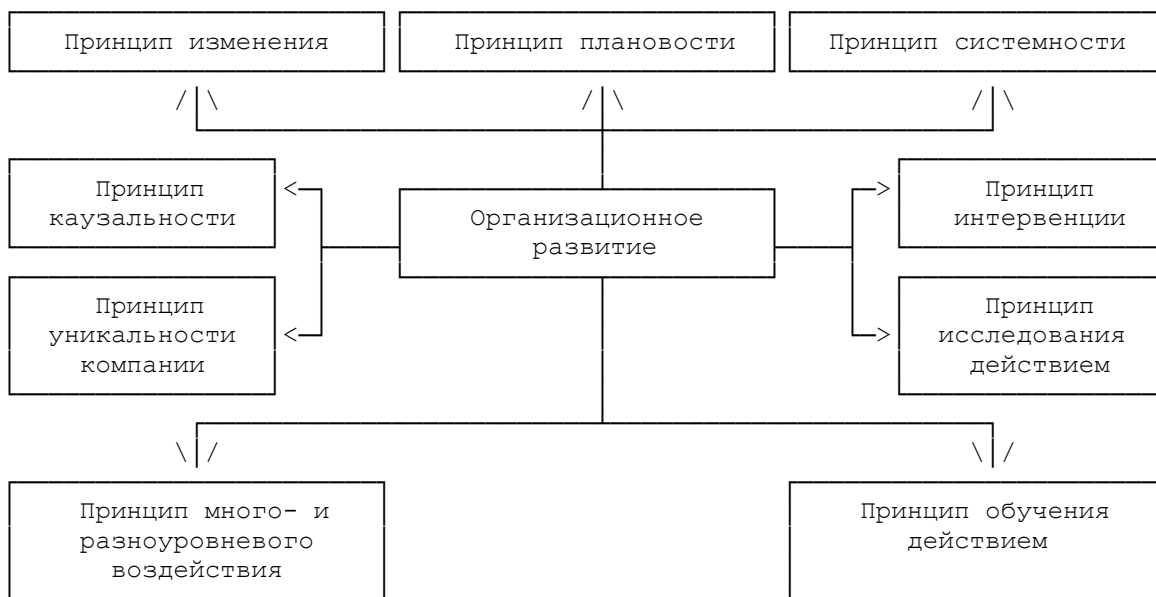 Принцип изменения
Принцип плановости
Принцип системности
Принцип
каузальности
Организационное
развитие
Принцип
интервенции
Принцип
уникальности
компании
Принцип
исследования
действием
Принцип много- и
разноуровневого
воздействия
Принцип обучения
действием